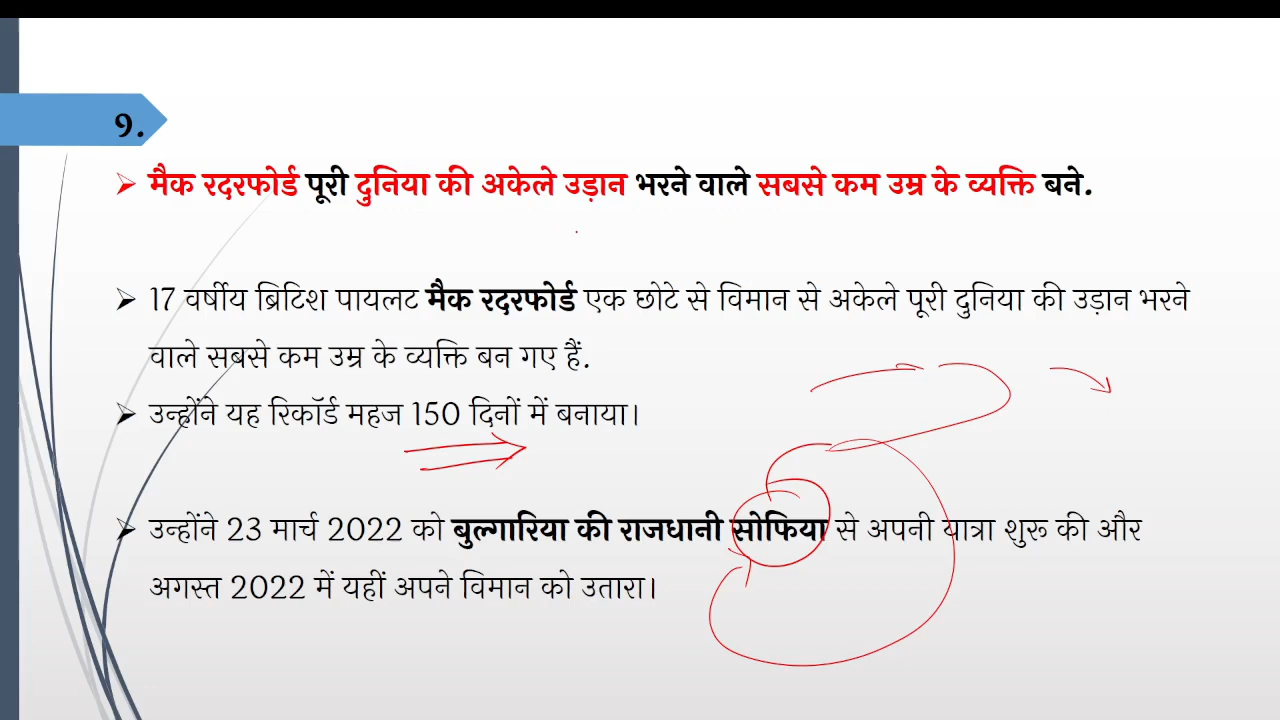 9.
मैक रदरफोर्ड पूरी दुनिया की अकेले उड़ान भरने वाले सबसे कम उम्र के व्यक्ति बने.
17 वर्षीय ब्रिटिश पायलट मैक रदरफोर्ड एक छोटे से विमान से अकेले पूरी दुनिया की उड़ान भरने
वाले सबसे कम उम्र के व्यक्ति बन गए हैं.
उन्होंने यह रिकॉर्ड महज 150 दिनों में बनाया।
उन्होंने 23 मार्च 2022 को बुल्गारिया की राजधानी सोफिया से अपनी यात्रा शुरू की और
अगस्त 2022 में यहीं अपने विमान को उतारा।